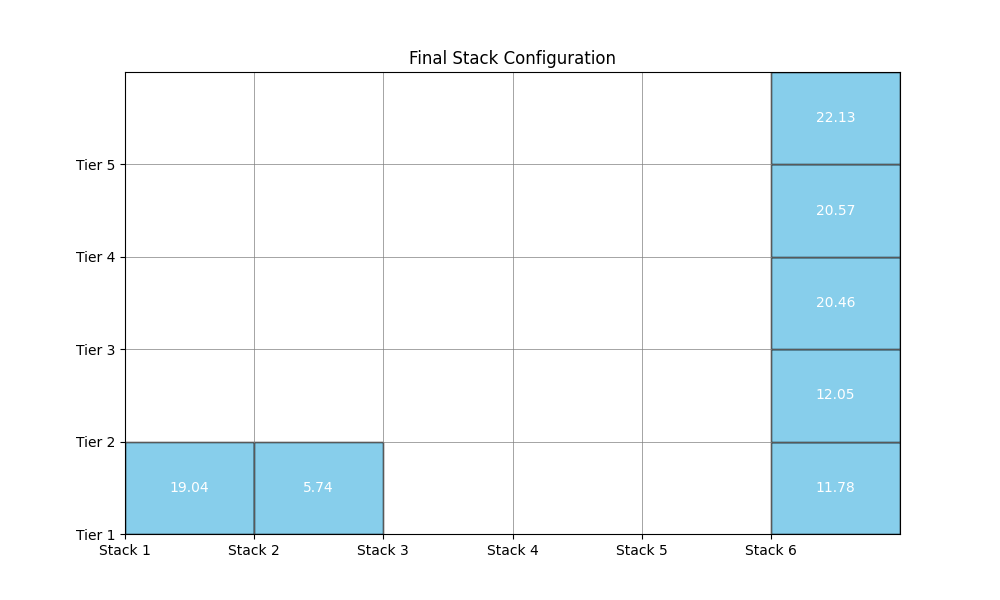 Final Stack Configuration
22.13
Tier 5
20.57
Tier 4
20.46
Tier 3
12.05
Tier 2
19.04 5.74 11.78
Tier 1
Stack 1 Stack 2 Stack 3 Stack 4 Stack 5 Stack 6